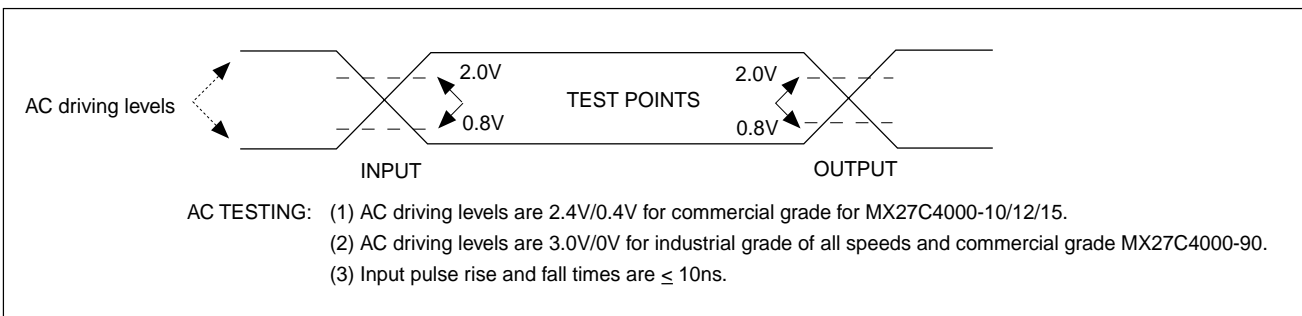 2.0V
2.0V
AC driving levels
TEST POINTS
0.8V
0.8V
INPUT
OUTPUT
AC TESTING: (1) AC driving levels are 2.4V/0.4V for commercial grade for MX27C4000-10/12/15.
(2) AC driving levels are 3.0V/0V for industrial grade of all speeds and commercial grade MX27C4000-90.
(3) Input pulse rise and fall times are ≤ 10ns.